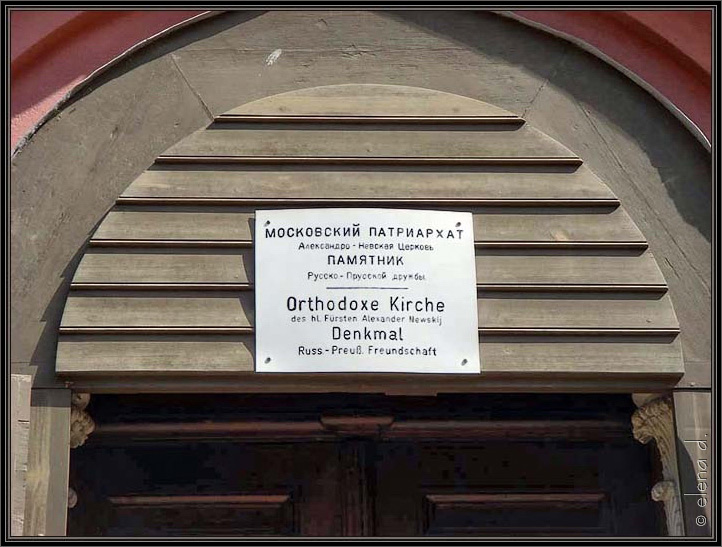 МОСКОВСКИЙ ПАТРИАРХАТ
Александро - Невская Церковь
ПАМЯТНИК
Русско - Прусской дружбы
Orthodoxe Kirche
des hl. Fürsten Alexander Newskij
Denkmal
Russ.-Preuß. Freundschaft
© elena d.